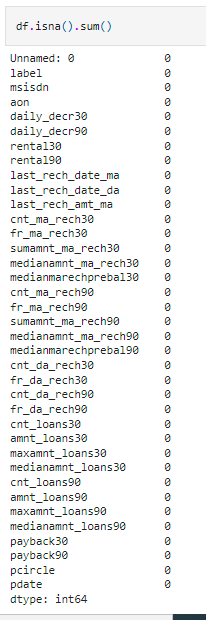 df.isna().sum()
Unnamed: 0 0
label 0
msisdn 0
aon 0
daily_decr30 0
daily_decr90 0
rental30 0
rental90 0
last_rech_date_ma 0
last_rech_date_da 0
last_rech_amt_ma 0
cnt_ma_rech30 0
fr_ma_rech30 0
sumamnt_ma_rech30 0
medianamnt_ma_rech30 0
medianmarechprebal30 0
cnt_ma_rech90 0
fr_ma_rech90 0
sumamnt_ma_rech90 0
medianamnt_ma_rech90 0
medianmarechprebal90 0
cnt_da_rech30 0
fr_da_rech30 0
cnt_da_rech90 0
fr_da_rech90 0
cnt_loans30 0
amnt_loans30 0
maxamnt_loans30 0
medianamnt_loans30 0
cnt_loans90 0
amnt_loans90 0
maxamnt_loans90 0
medianamnt_loans90 0
payback30 0
payback90 0
pcircle 0
pdate 0
dtype: int64